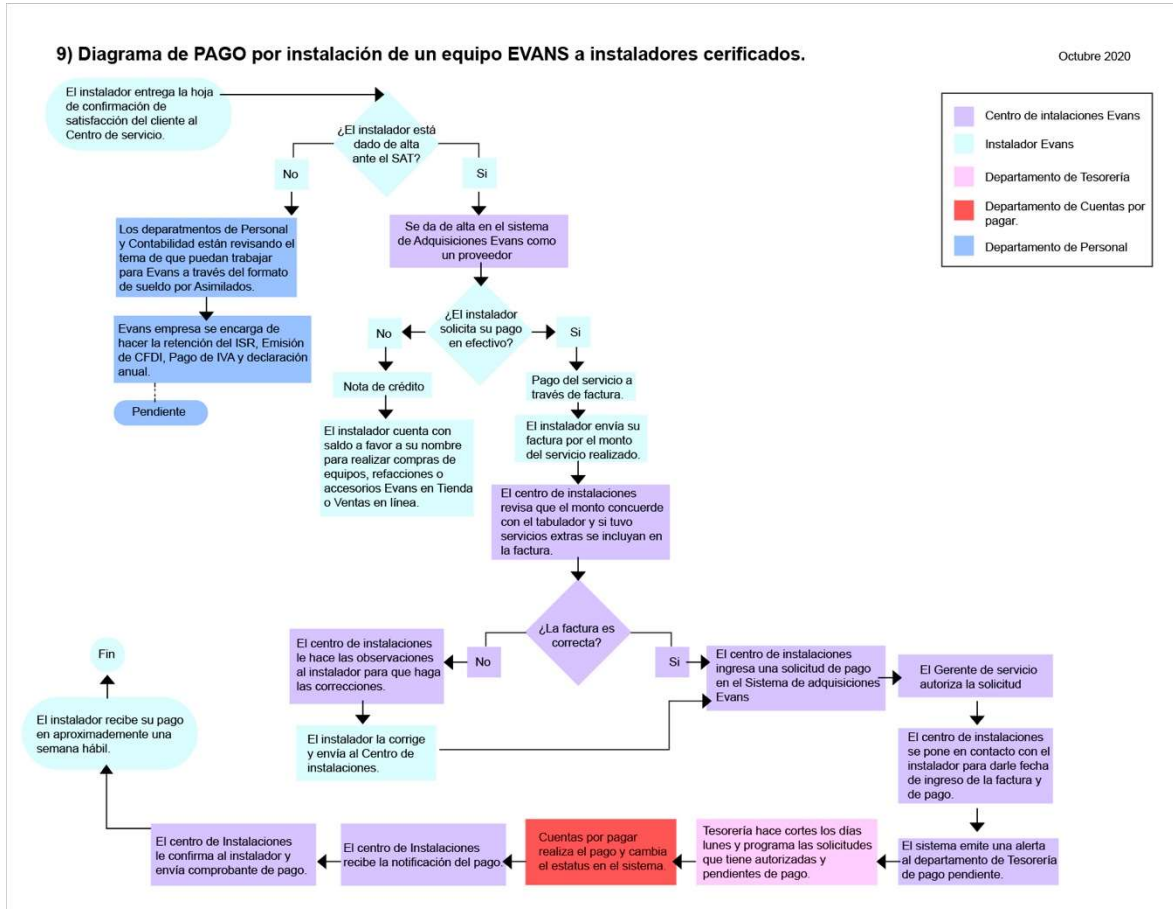 9) Diagrama de PAGO por instalación de un equipo EVANS a instaladores cerificados.
Octubre 2020
El instalador entrega la hoja
de confirmación de
satisfacción del cliente al
Centro de servicio.
¿El instalador está
dado de alta
ante el SAT?
No
Si
Centro de intalaciones Evans
Instalador Evans
Departamento de Tesorería
Departamento de Cuentas por
pagar.
Departamento de Personal
Los deparatmentos de Personal
y Contabilidad están revisando el
tema de que puedan trabajar
para Evans a través del formato
de sueldo por Asimilados.
Se da de alta en el sistema
de Adquisiciones Evans como
un proveedor
Evans empresa se encarga de
hacer la retención del ISR, Emisión
de CFDI, Pago de IVA y declaración
anual.
Pendiente
¿El instalador
solicita su pago
en efectivo?
No
Si
Nota de crédito
El instalador cuenta con
saldo a favor a su nombre
para realizar compras de
equipos, refacciones o
accesorios Evans en Tienda
o Ventas en línea.
Pago del servicio a
través de factura.
El instalador envía su
factura por el monto
del servicio realizado.
El centro de instalaciones
revisa que el monto concuerde
con el tabulador y si tuvo
servicios extras se incluyan en
la factura.
¿La factura es
correcta?
No
Si
El centro de instalaciones
le hace las observaciones
al instalador para que haga
las correcciones.
El instalador la corrige
y envía al Centro de
instalaciones.
El centro de instalaciones
ingresa una solicitud de pago
en el Sistema de adquisiciones
Evans
El Gerente de servicio
autoriza la solicitud
El centro de instalaciones
se pone en contacto con el
instalador para darle fecha
de ingreso de la factura y
de pago.
El sistema emite una alerta
al departamento de Tesorería
de pago pendiente.
Tesorería hace cortes los días
lunes y programa las solicitudes
que tiene autorizadas y
pendientes de pago.
Cuentas por pagar
realiza el pago y cambia
el estatus en el sistema.
El centro de Instalaciones
recibe la notificación del pago.
El centro de Instalaciones
le confirma al instalador y
envía comprobante de pago.
El instalador recibe su pago
en aproximademente una
semana hábil.
Fin